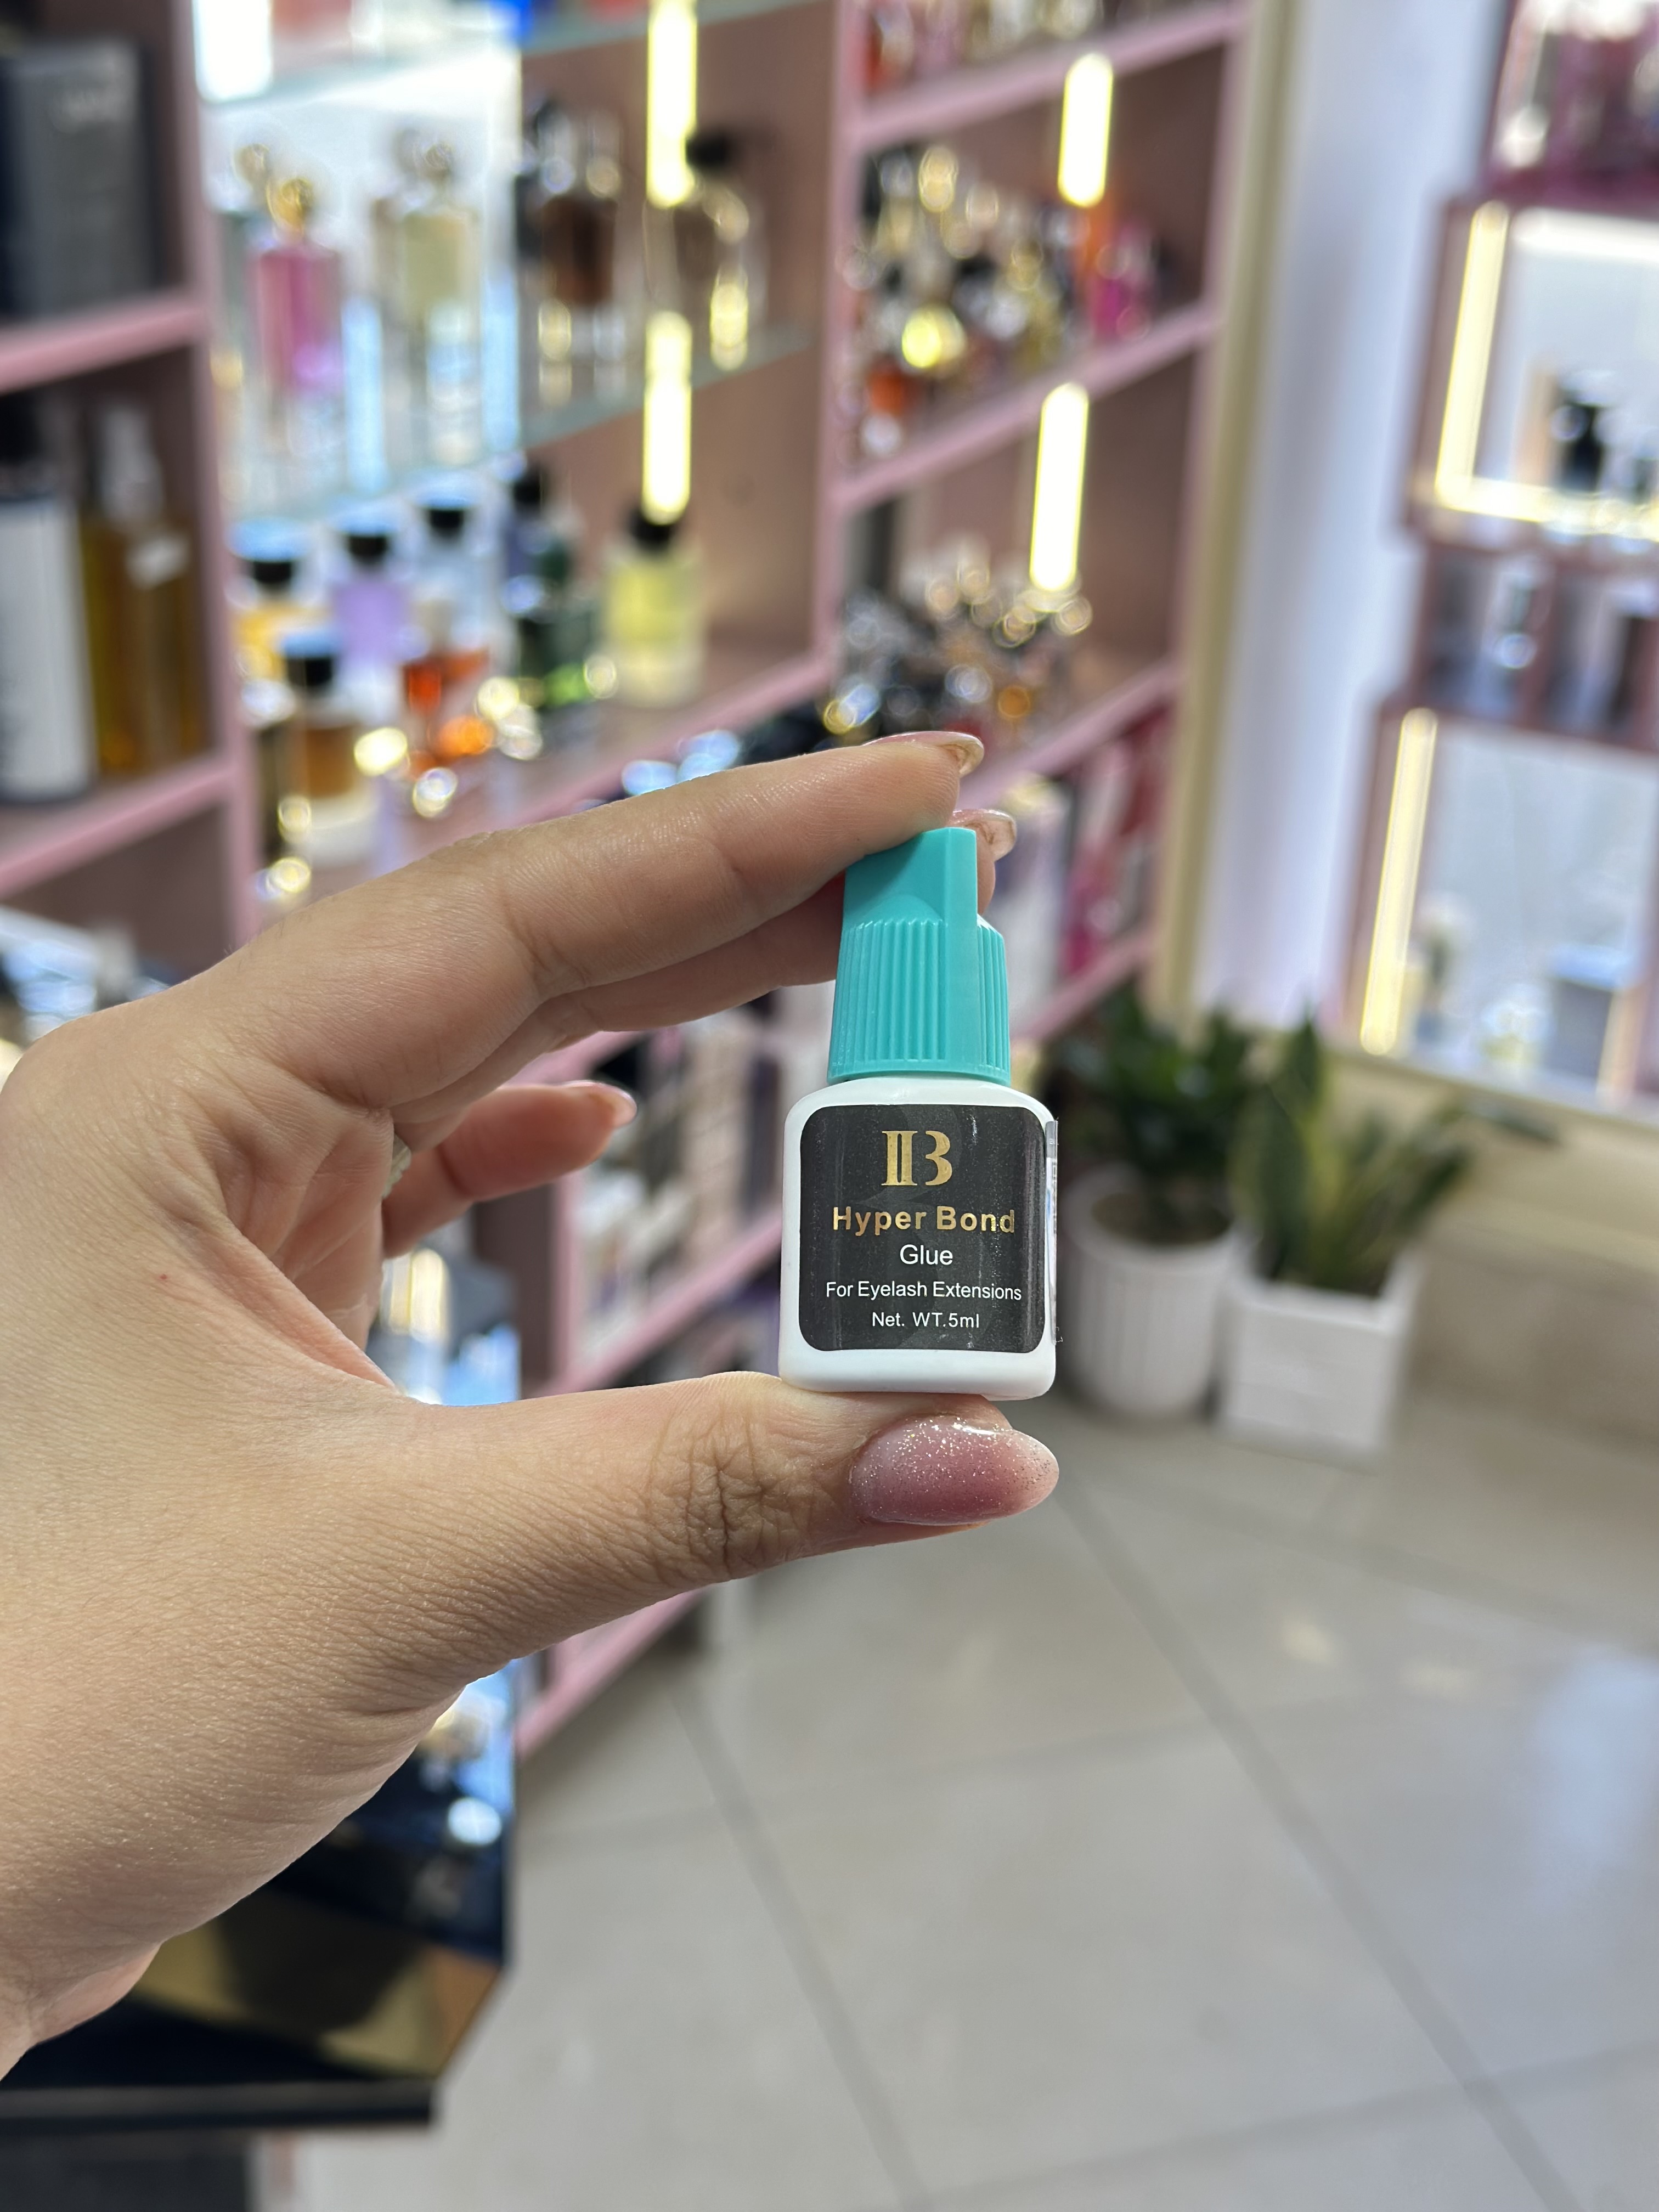 IB
Hyper Bond
Glue
For Eyelash Extensions
Net. WT.5ml